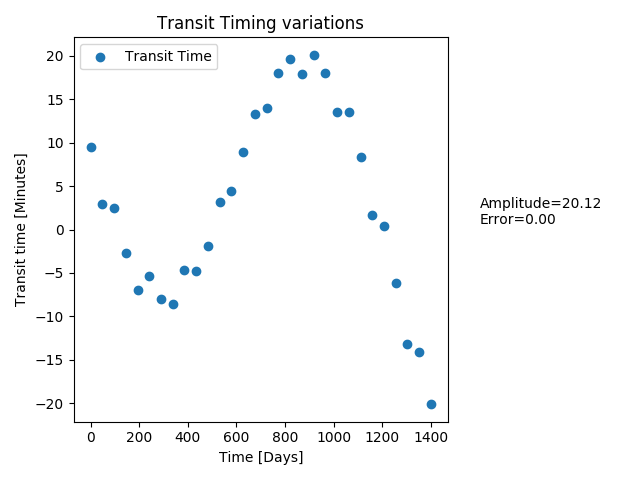 Transit Timing variations
Transit Time
Transit time [Minutes]
20
15
10
5
0
−5
−10
−15
−20
0 200 400 600 800 1000 1200 1400
Time [Days]
Amplitude=20.12
Error=0.00